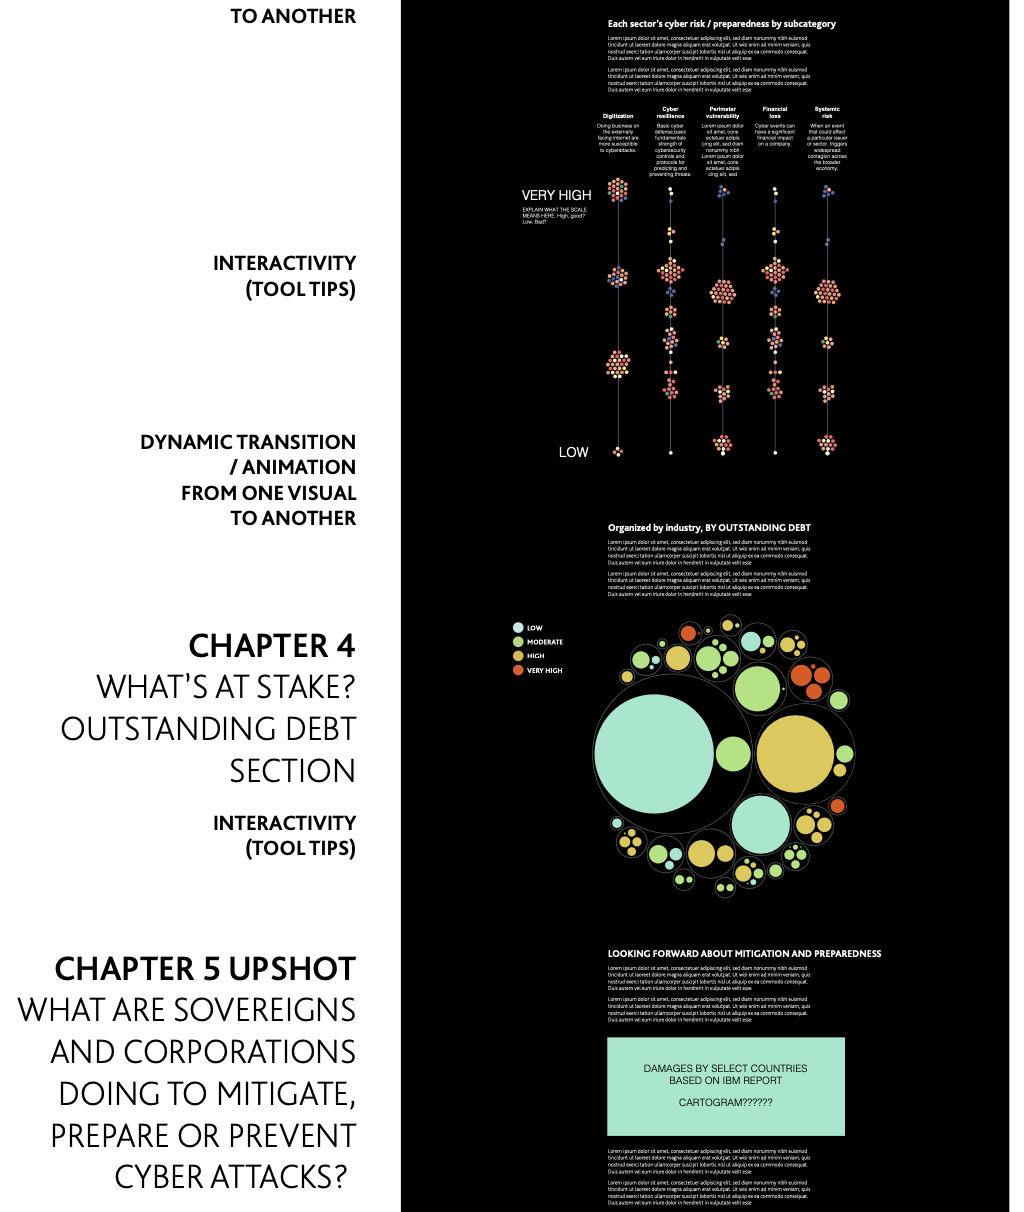 TO ANOTHER
Each sector's cyber risk / preparedness by subcategory
Lorem ipsum dolor sit amet, consectetuer adipiscing elit, sed diam nonummy nibh euismod
tincidunt ut laoreet dolore magna aliquam erat volutpat. Ut wisi enim ad minim veniam, quis
nostrud exerci tation ullamcorper suscipit lobortis nisl ut aliquip ex ea commodo consequat.
Duis autem vel eum iriure dolor in hendrerit in vulputate velit esse
Lorem ipsum dolor sit amet, consectetuer adipiscing elit, sed diam nonummy nibh euismod
tincidunt ut laoreet dolore magna aliquam erat volutpat. Ut wisi enim ad minim veniam, quis
nostrud exerci tation ullamcorper suscipit lobortis nisl ut aliquip ex ea commodo consequat.
Duis autem vel eum iriure dolor in hendrerit in vulputate velit esse
Digitization
Doing business on
the externally
facing internet are
more susceptible
to cyberattacks.
Cyber
resillience
Basic cyber
defense,basic
fundamentals
strength of
cybersecurity
controls and
protocols for
predicting and
preventing threats.
Perimeter
vulnerability
Lorem ipsum dolor
sit amet, cons
ectetuer adipis
cing elit, sed diam
nonummy nibh
Lorem ipsum dolor
sit amet, cons
ectetuer adipis
cing elit, sed
Financial
loss
Cyber events can
have a significant
financial impact
on a company.
Systemic
risk
When an event
that could affect
a particular issuer
or sector, triggers
widespread
contagion across
the broader
economy.
VERY HIGH
EXPLAIN WHAT THE SCALE
MEANS HERE. High, good?
Low, Bad?
LOW
INTERACTIVITY
(TOOL TIPS)
DYNAMIC TRANSITION
/ ANIMATION
FROM ONE VISUAL
TO ANOTHER
Organized by industry, BY OUTSTANDING DEBT
Lorem ipsum dolor sit amet, consectetuer adipiscing elit, sed diam nonummy nibh euismod
tincidunt ut laoreet dolore magna aliquam erat volutpat. Ut wisi enim ad minim veniam, quis
nostrud exerci tation ullamcorper suscipit lobortis nisl ut aliquip ex ea commodo consequat.
Duis autem vel eum iriure dolor in hendrerit in vulputate velit esse
Lorem ipsum dolor sit amet, consectetuer adipiscing elit, sed diam nonummy nibh euismod
tincidunt ut laoreet dolore magna aliquam erat volutpat. Ut wisi enim ad minim veniam, quis
nostrud exerci tation ullamcorper suscipit lobortis nisl ut aliquip ex ea commodo consequat.
Duis autem vel eum iriure dolor in hendrerit in vulputate velit esse
LOW
MODERATE
HIGH
VERY HIGH
CHAPTER 4
WHAT'S AT STAKE?
OUTSTANDING DEBT
SECTION
INTERACTIVITY
(TOOL TIPS)
CHAPTER 5 UPSHOT
WHAT ARE SOVEREIGNS
AND CORPORATIONS
DOING TO MITIGATE,
PREPARE OR PREVENT
CYBER ATTACKS?
LOOKING FORWARD ABOUT MITIGATION AND PREPAREDNESS
Lorem ipsum dolor sit amet, consectetuer adipiscing elit, sed diam nonummy nibh euismod
tincidunt ut laoreet dolore magna aliquam erat volutpat. Ut wisi enim ad minim veniam, quis
nostrud exerci tation ullamcorper suscipit lobortis nisl ut aliquip ex ea commodo consequat.
Duis autem vel eum iriure dolor in hendrerit in vulputate velit esse
Lorem ipsum dolor sit amet, consectetuer adipiscing elit, sed diam nonummy nibh euismod
tincidunt ut laoreet dolore magna aliquam erat volutpat. Ut wisi enim ad minim veniam, quis
nostrud exerci tation ullamcorper suscipit lobortis nisl ut aliquip ex ea commodo consequat.
Duis autem vel eum iriure dolor in hendrerit in vulputate velit esse
DAMAGES BY SELECT COUNTRIES
BASED ON IBM REPORT
CARTOGRAM??????
Lorem ipsum dolor sit amet, consectetuer adipiscing elit, sed diam nonummy nibh euismod
tincidunt ut laoreet dolore magna aliquam erat volutpat. Ut wisi enim ad minim veniam, quis
nostrud exerci tation ullamcorper suscipit lobortis nisl ut aliquip ex ea commodo consequat.
Duis autem vel eum iriure dolor in hendrerit in vulputate velit esse
Lorem ipsum dolor sit amet, consectetuer adipiscing elit, sed diam nonummy nibh euismod
tincidunt ut laoreet dolore magna aliquam erat volutpat. Ut wisi enim ad minim veniam, quis
nostrud exerci tation ullamcorper suscipit lobortis nisl ut aliquip ex ea commodo consequat.
Duis autem vel eum iriure dolor in hendrerit in vulputate velit esse